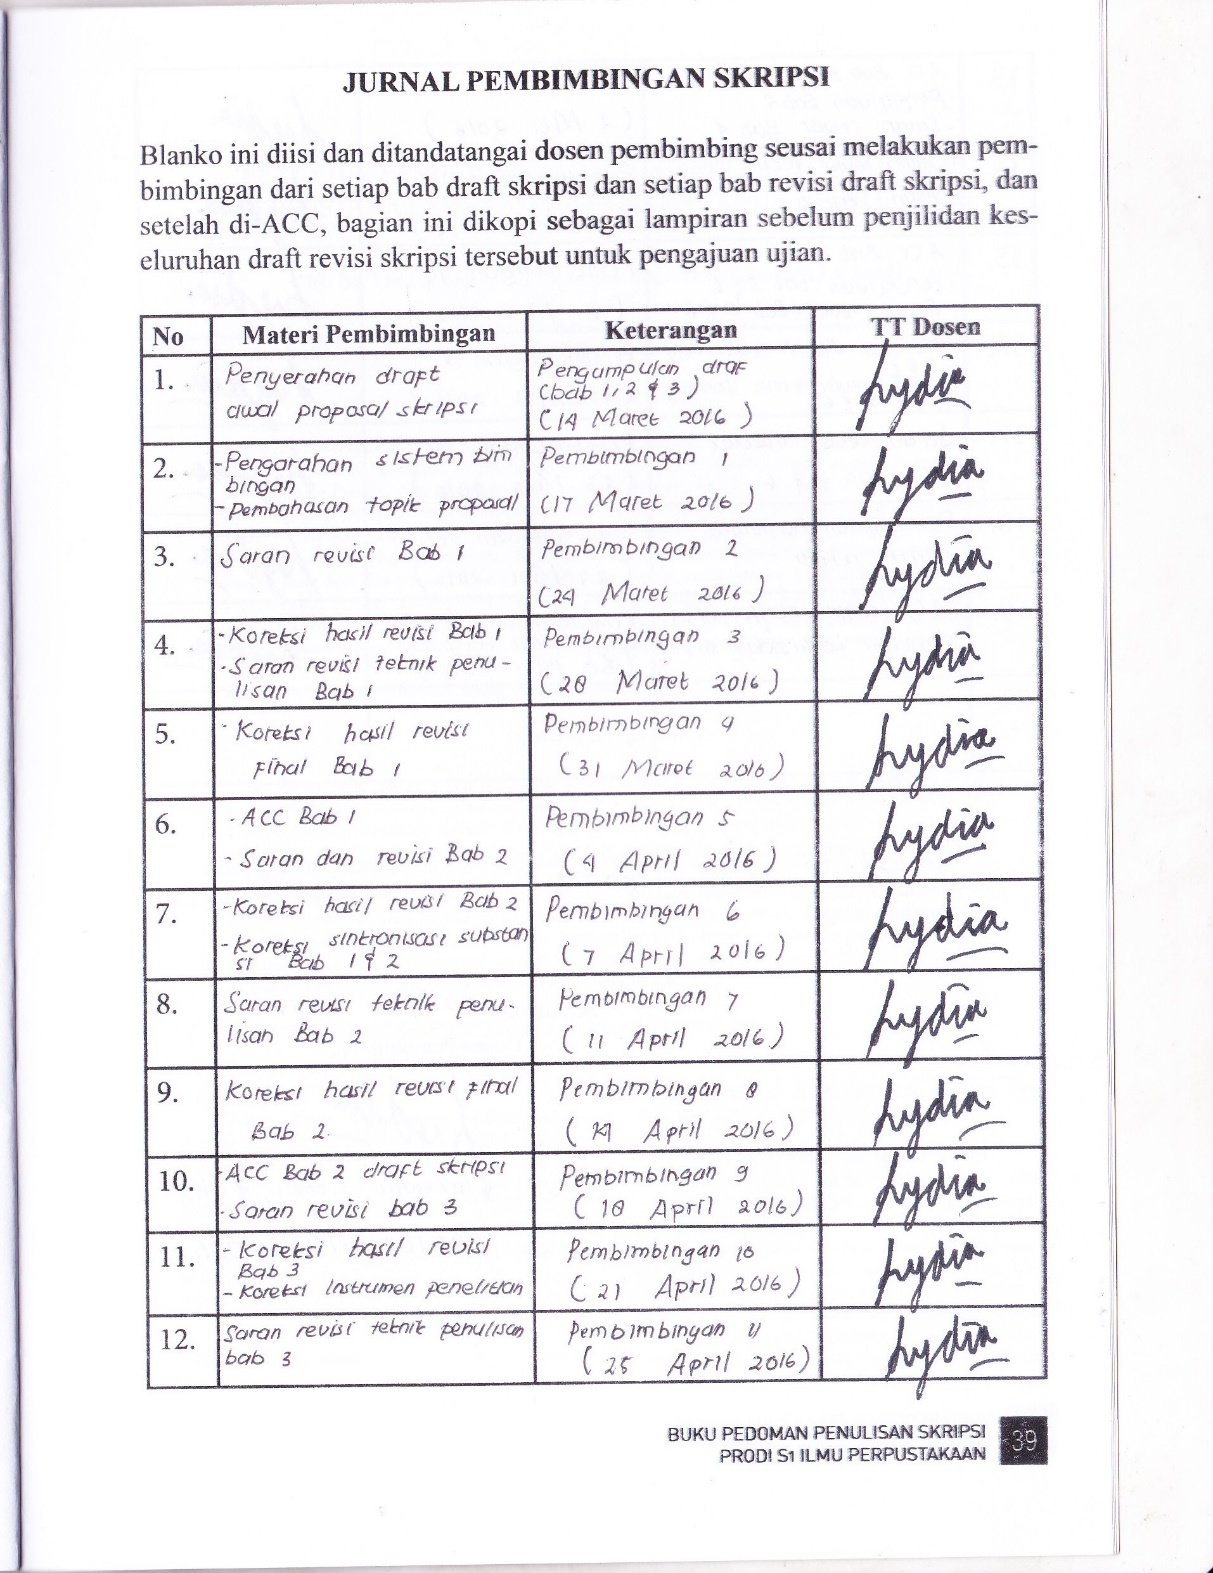 JURNAL PEMBIMBINGAN SKRIPSI
Blanko ini diisi dan ditandatangai dosen pembimbing seusai melakukan pem-
bimbingan dari setiap bab draft skripsi dan setiap bab revisi draft skripsi, dan
setelah di-ACC, bagian ini dikopi sebagai lampiran sebelum penjilidan kes-
eluruhan draft revisi skripsi tersebut untuk pengajuan ujian.
No Materi Pembimbingan Keterangan TT Dosen
1. Penyerahan draft
awal proposal skripsi
Pengumpulan draf
(bab 1, 2 & 3)
(14 Maret 2016)
Lydia
2. - Pengarahan sistem bim
bingan
- Pembahasan topik proposal
Pembimbingan 1
(17 Maret 2016)
Lydia
3. Saran revisi Bab 1
Pembimbingan 2
(24 Maret 2016)
Lydia
4. - Koreksi hasil revisi Bab 1
- Saran revisi teknik penu-
lisan Bab 1
Pembimbingan 3
(28 Maret 2016)
Lydia
5. - Koreksi hasil revisi
Final Bab 1
Pembimbingan 4
(31 Maret 2016)
Lydia
6. - ACC Bab 1
- Saran dan revisi Bab 2
Pembimbingan 5
(4 April 2016)
Lydia
7. - Koreksi hasil revisi Bab 2
- Koreksi sintronisasi substan
si Bab 1 & 2
Pembimbingan 6
(7 April 2016)
Lydia
8. Saran revisi teknik penu-
lisan Bab 2
Pembimbingan 7
(11 April 2016)
Lydia
9. Koreksi hasil revisi final
Bab 2
Pembimbingan 8
(14 April 2016)
Lydia
10. - ACC Bab 2 draft skripsi
- Saran revisi bab 3
Pembimbingan 9
(18 April 2016)
Lydia
11. - Koreksi hasil revisi
Bab 3
- Koreksi Instrumen penelitian
Pembimbingan 10
(21 April 2016)
Lydia
12. Saran revisi teknik penulisan
bab 3
Pembimbingan 11
(25 April 2016)
Lydia
BUKU PEDOMAN PENULISAN SKRIPSI
PRODI S1 ILMU PERPUSTAKAAN
39